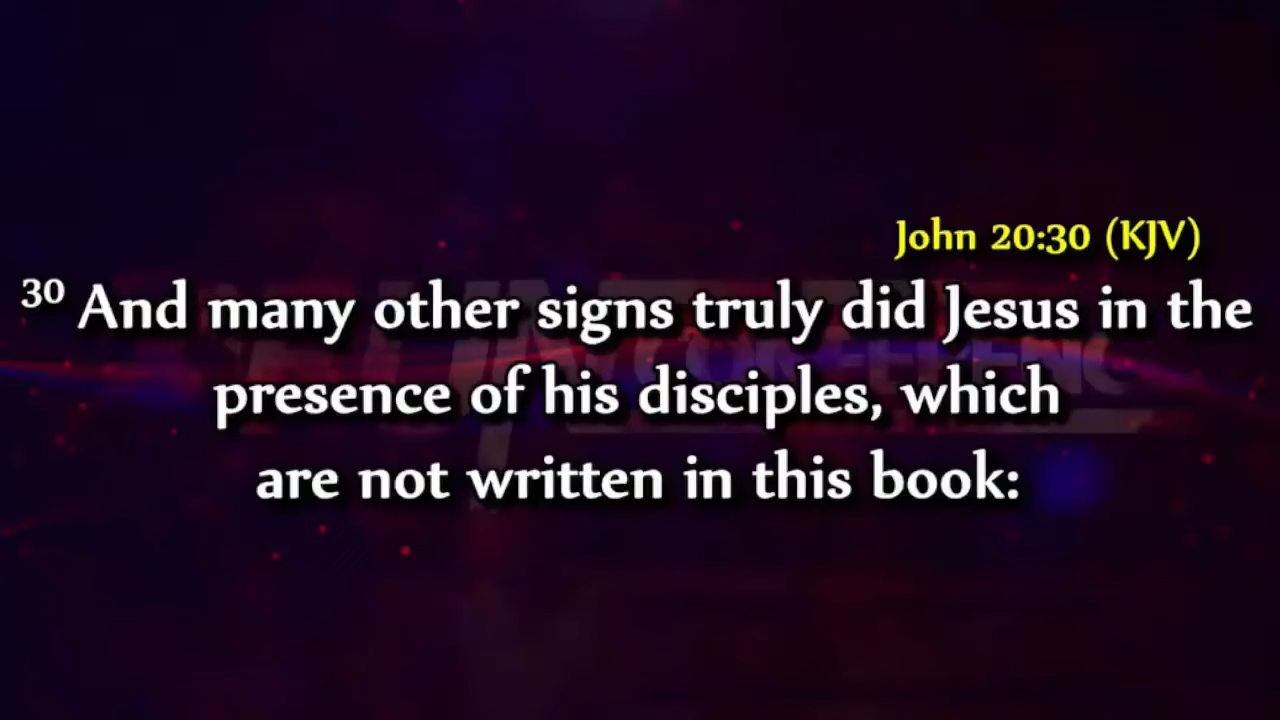 John 20:30 (KJV)
30 And many other signs truly did Jesus in the
presence of his disciples, which
are not written in this book: